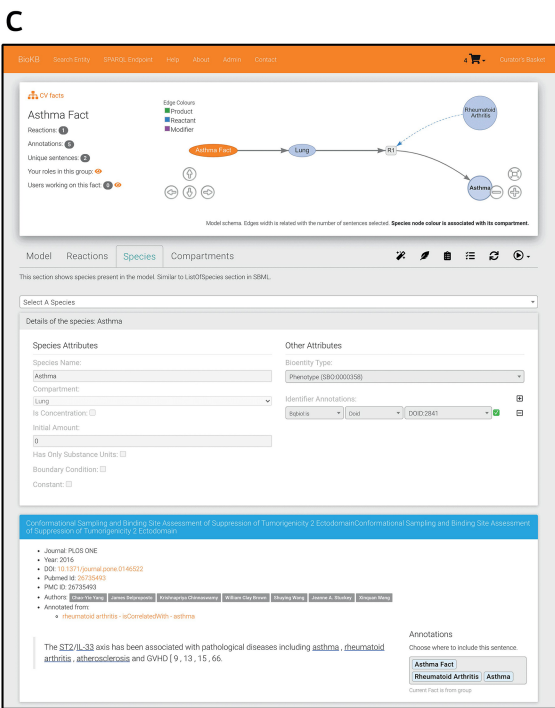 C
BioKB Search Entity SPARQL Endpoint Help About Admin Contact 4 Curator's Basket
CV facts
Asthma Fact
Reactions: 1
Annotations: 5
Unique sentences: 2
Your roles in this group:
Users working on this fact: 0
Edge Colours
Product
Reactant
Modifier
Asthma Fact
Lung
R1
Rheumatoid
Arthritis
Asthma
Model schema. Edges width is related with the number of sentences selected. Species node colour is associated with its compartment.
Model Reactions Species Compartments
This section shows species present in the model. Similar to ListOfSpecies section in SBML.
Select A Species
Details of the species: Asthma
Species Attributes
Species Name:
Asthma
Compartment:
Lung
Is Concentration:
Initial Amount:
0
Has Only Substance Units:
Boundary Condition:
Constant:
Other Attributes
Bioentity Type:
Phenotype (SBO:0000358)
Identifier Annotations:
Bqbiol:is Doid DOID:2841
Conformational Sampling and Binding Site Assessment of Suppression of Tumorigenicity 2 EctodomainConformational Sampling and Binding Site Assessment
of Suppression of Tumorigenicity 2 Ectodomain
Journal: PLOS ONE
Year: 2016
DOI: 10.1371/journal.pone.0146522
Pubmed Id: 26735493
PMC ID: 26735493
Authors: Chao-Yie Yang James Delproposto Krishnapriya Chinnaswamy William Clay Brown Shuying Wang Jeanne A. Stuckey Xinquan Wang
Annotated from:
rheumatoid arthritis - isCorrelatedWith - asthma
The ST2/IL-33 axis has been associated with pathological diseases including asthma , rheumatoid
arthritis , atherosclerosis and GVHD [ 9 , 13 , 15 , 66.
Annotations
Choose where to include this sentence.
Asthma Fact
Rheumatoid Arthritis Asthma
Current Fact is from group